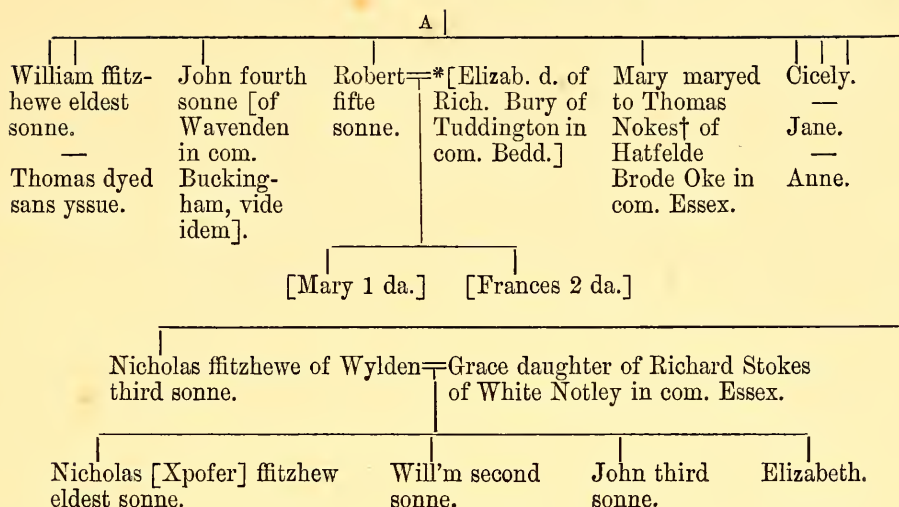 A
William ffitz-
hewe eldest
sonne.
—
Thomas dyed
sans yssue.
John fourth
sonne [of
Wavenden
in com.
Bucking-
ham, vide
idem].
Robert
fifte
sonne.
*[Elizab. d. of
Rich. Bury of
Tuddington in
com. Bedd.]
Mary maryed
to Thomas
Nokes† of
Hatfelde
Brode Oke in
com. Essex.
Cicely.
—
Jane.
—
Anne.
[Mary 1 da.]
[Frances 2 da.]
Nicholas ffitzhewe of Wylden
third sonne.
Grace daughter of Richard Stokes
of White Notley in com. Essex.
Nicholas [Xpofer] ffitzhew
eldest sonne.
Will'm second
sonne.
John third
sonne.
Elizabeth.